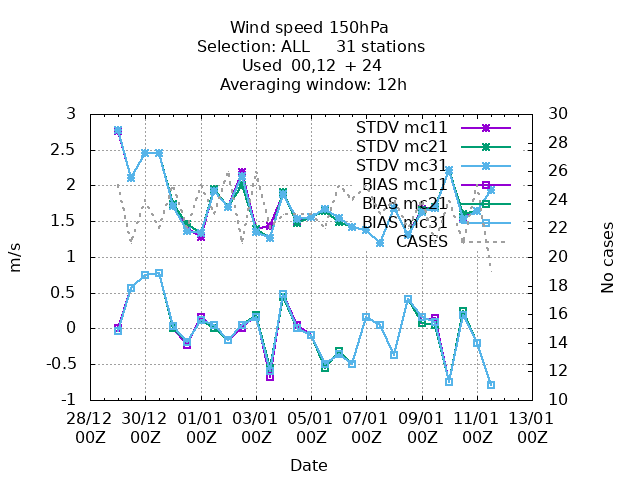 Wind speed 150hPa
Selection: ALL 31 stations
Used 00,12 + 24
Averaging window: 12h
3 30
STDV mc11
28
STDV mc21
2.5
STDV mc31
26
2
BIAS mc11
24
BIAS mc21
1.5
BIAS mc31
22
CASES
1 20
m/s
No cases
0.5
18
16
0
14
-0.5
12
-1 10
28/12 30/12 01/01 03/01 05/01 07/01 09/01 11/01 13/01
00Z 00Z 00Z 00Z 00Z 00Z 00Z 00Z 00Z
Date